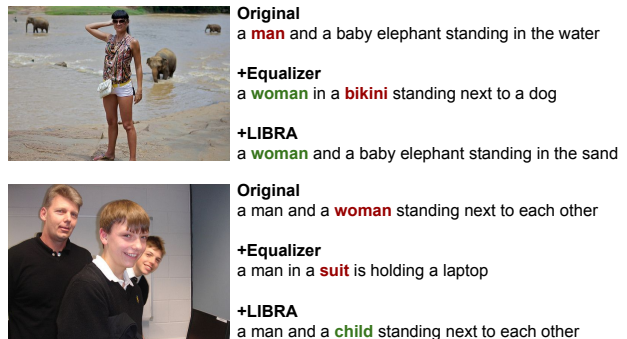 Original
a man and a baby elephant standing in the water
+Equalizer
a woman in a bikini standing next to a dog
+LIBRA
a woman and a baby elephant standing in the sand
Original
a man and a woman standing next to each other
+Equalizer
a man in a suit is holding a laptop
+LIBRA
a man and a child standing next to each other